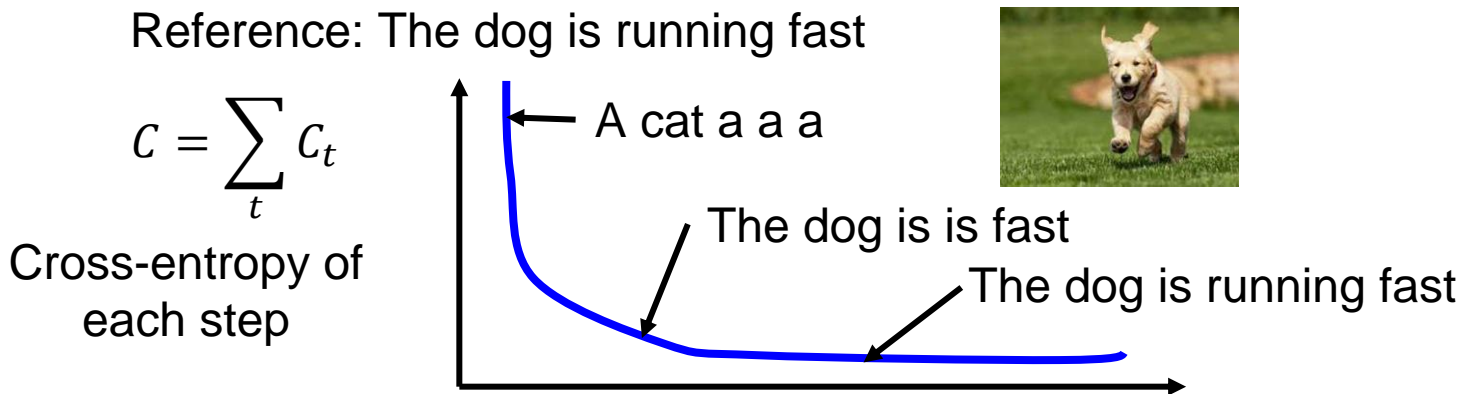 Reference: The dog is running fast
A cat a a a
C = ∑ C_t
t
The dog is is fast
Cross-entropy of
each step
The dog is running fast